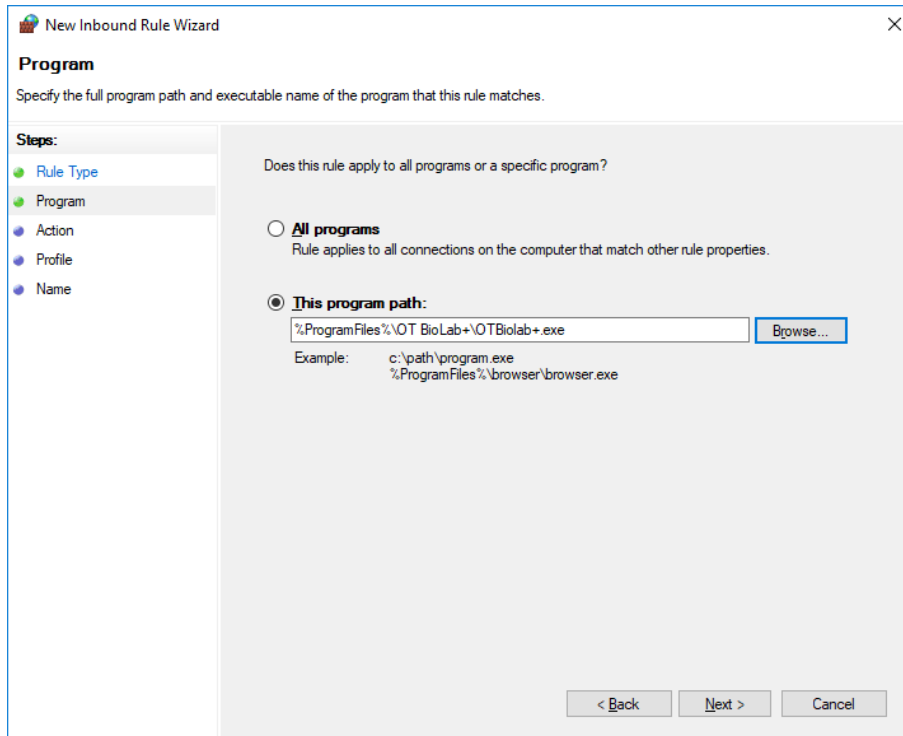 New Inbound Rule Wizard
Program
Specify the full program path and executable name of the program that this rule matches.
Steps:
Rule Type
Program
Action
Profile
Name
Does this rule apply to all programs or a specific program?
All programs
Rule applies to all connections on the computer that match other rule properties.
This program path:
%ProgramFiles%\OT BioLab+\OTBiolab+.exe
Browse...
Example: c:\path\program.exe
%ProgramFiles%\browser\browser.exe
< Back Next > Cancel